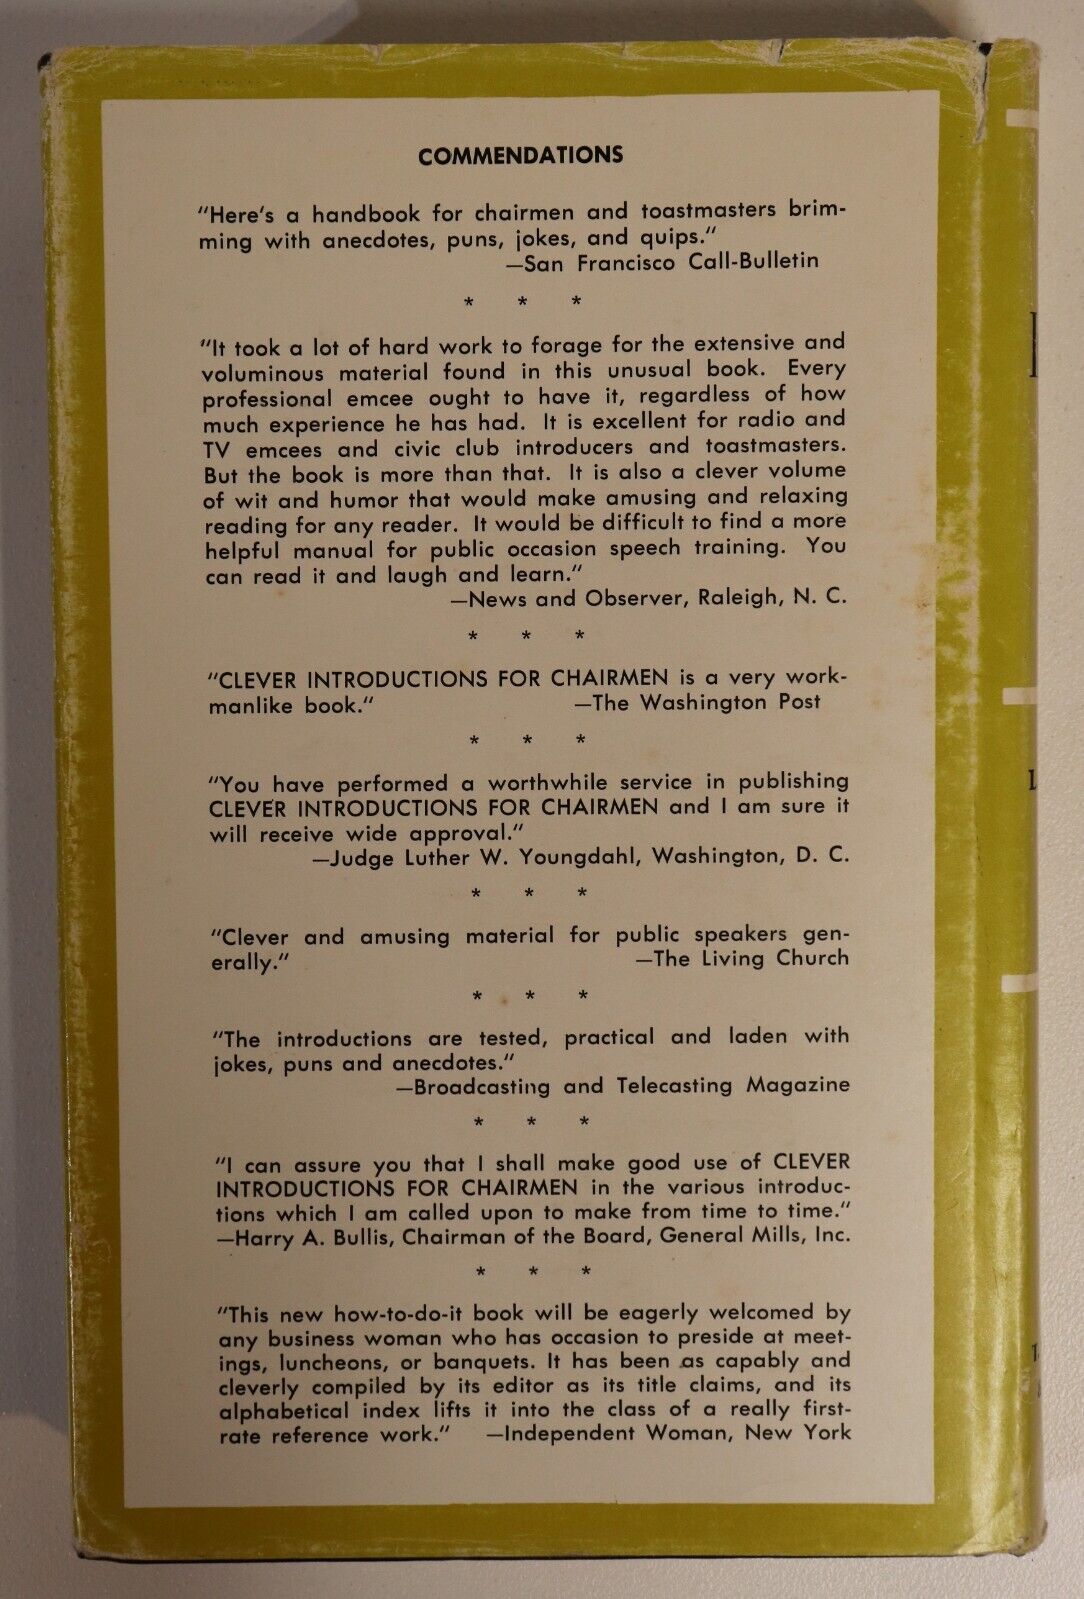 COMMENDATIONS
"Here's a handbook for chairmen and toastmasters brim-
ming with anecdotes, puns, jokes, and quips."
—San Francisco Call-Bulletin
* * *
"It took a lot of hard work to forage for the extensive and
voluminous material found in this unusual book. Every
professional emcee ought to have it, regardless of how
much experience he has had. It is excellent for radio and
TV emcees and civic club introducers and toastmasters.
But the book is more than that. It is also a clever volume
of wit and humor that would make amusing and relaxing
reading for any reader. It would be difficult to find a more
helpful manual for public occasion speech training. You
can read it and laugh and learn."
—News and Observer, Raleigh, N. C.
* * *
"CLEVER INTRODUCTIONS FOR CHAIRMEN is a very work-
manlike book." —The Washington Post
* * *
"You have performed a worthwhile service in publishing
CLEVER INTRODUCTIONS FOR CHAIRMEN and I am sure it
will receive wide approval."
—Judge Luther W. Youngdahl, Washington, D. C.
* * *
"Clever and amusing material for public speakers gen-
erally." —The Living Church
* * *
"The introductions are tested, practical and laden with
jokes, puns and anecdotes."
—Broadcasting and Telecasting Magazine
* * *
"I can assure you that I shall make good use of CLEVER
INTRODUCTIONS FOR CHAIRMEN in the various introduc-
tions which I am called upon to make from time to time."
—Harry A. Bullis, Chairman of the Board, General Mills, Inc.
* * *
"This new how-to-do-it book will be eagerly welcomed by
any business woman who has occasion to preside at meet-
ings, luncheons, or banquets. It has been as capably and
cleverly compiled by its editor as its title claims, and its
alphabetical index lifts it into the class of a really first-
rate reference work." —Independent Woman, New York